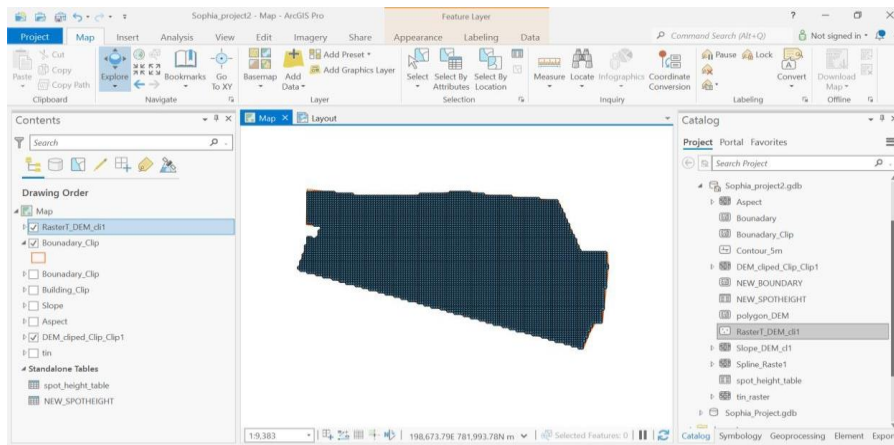 Sophia_project2 - Map - ArcGIS Pro
Feature Layer
?
Project Map Insert Analysis View Edit Imagery Share Appearance Labeling Data
Command Search (Alt+Q)
Not signed in
Paste
Cut
Copy
Copy Path
Clipboard
Explore
Bookmarks
Go To XY
Navigate
Basemap
Add Data
Add Preset
Add Graphics Layer
Layer
Select
Select By Attributes
Select By Location
Selection
Measure
Locate
Infographics
Coordinate Conversion
Inquiry
Pause
Lock
Convert
Labeling
Download Map
Offline
Contents
Search
Drawing Order
Map
RasterT_DEM_cli1
Bounadary_Clip
Boundary_Clip
Building_Clip
Slope
Aspect
DEM_cliped_Clip_Clip1
tin
Standalone Tables
spot_height_table
NEW_SPOTHEIGHT
Map
Layout
1:9,383
198,673.79E 781,993.78N m
Selected Features: 0
Catalog
Project Portal Favorites
Search Project
Sophia_project2.gdb
Aspect
Bounadary
Bounadary_Clip
Contour_5m
DEM_cliped_Clip_Clip1
NEW_BOUNDARY
NEW_SPOTHEIGHT
polygon_DEM
RasterT_DEM_cli1
Slope_DEM_cl1
Spline_Raste1
spot_height_table
tin_raster
Sophia_Project.gdb
Catalog Symbology Geoprocessing Element Expor